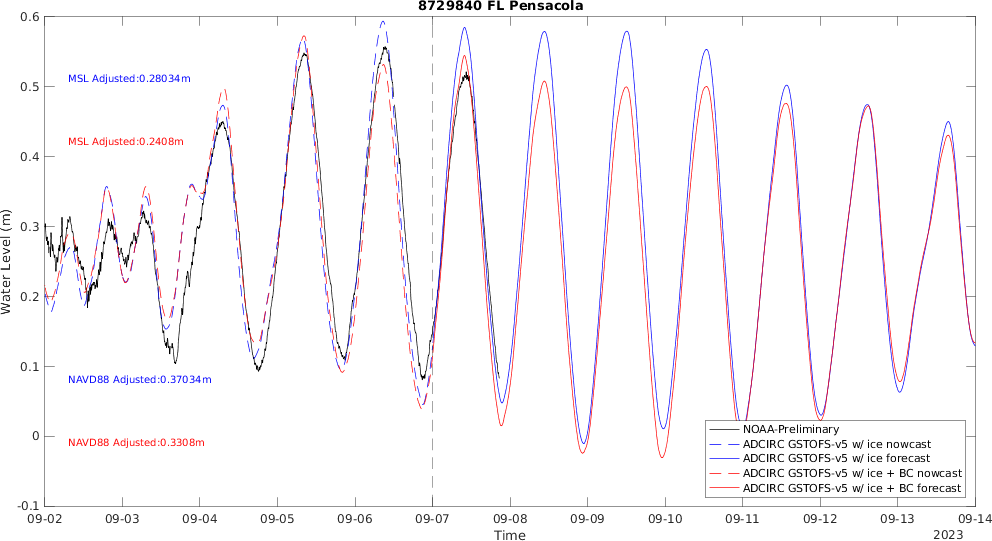 8729840 FL Pensacola
0.6
0.5
0.4
0.3
0.2
0.1
0
-0.1
Water Level (m)
MSL Adjusted:0.28034m
MSL Adjusted:0.2408m
NAVD88 Adjusted:0.37034m
NAVD88 Adjusted:0.3308m
NOAA-Preliminary
ADCIRC GSTOFS-v5 w/ ice nowcast
ADCIRC GSTOFS-v5 w/ ice forecast
ADCIRC GSTOFS-v5 w/ ice + BC nowcast
ADCIRC GSTOFS-v5 w/ ice + BC forecast
09-02 09-03 09-04 09-05 09-06 09-07 09-08 09-09 09-10 09-11 09-12 09-13 09-14
Time
2023